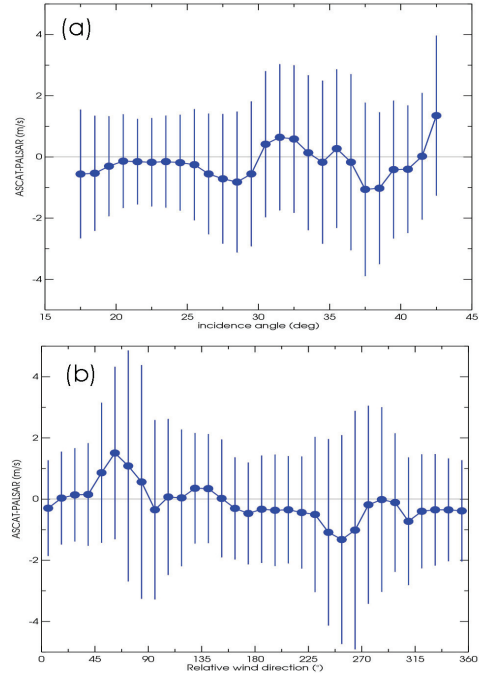 (a)
4
2
0
-2
-4
ASCAT-PALSAR (m/s)
15 20 25 30 35 40 45
incidence angle (deg)
(b)
4
2
0
-2
-4
ASCAT-PALSAR (m/s)
0 45 90 135 180 225 270 315 360
Relative wind direction (°)